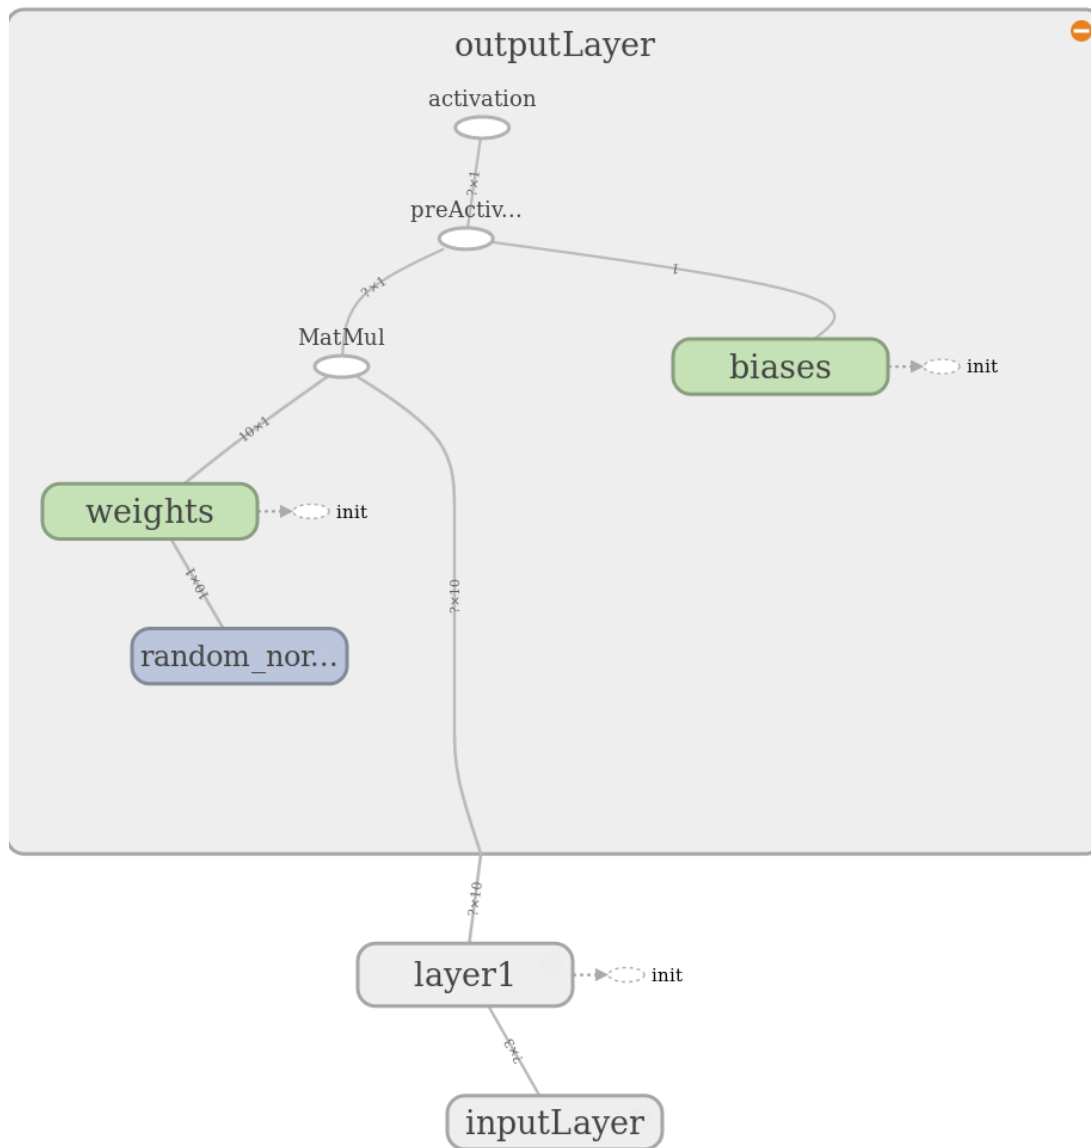 outputLayer
activation
?×1
preActiv...
?×1
1
MatMul
biases
init
10×1
weights
init
10×1
?×10
random_nor...
?×10
layer1
init
?×3
inputLayer